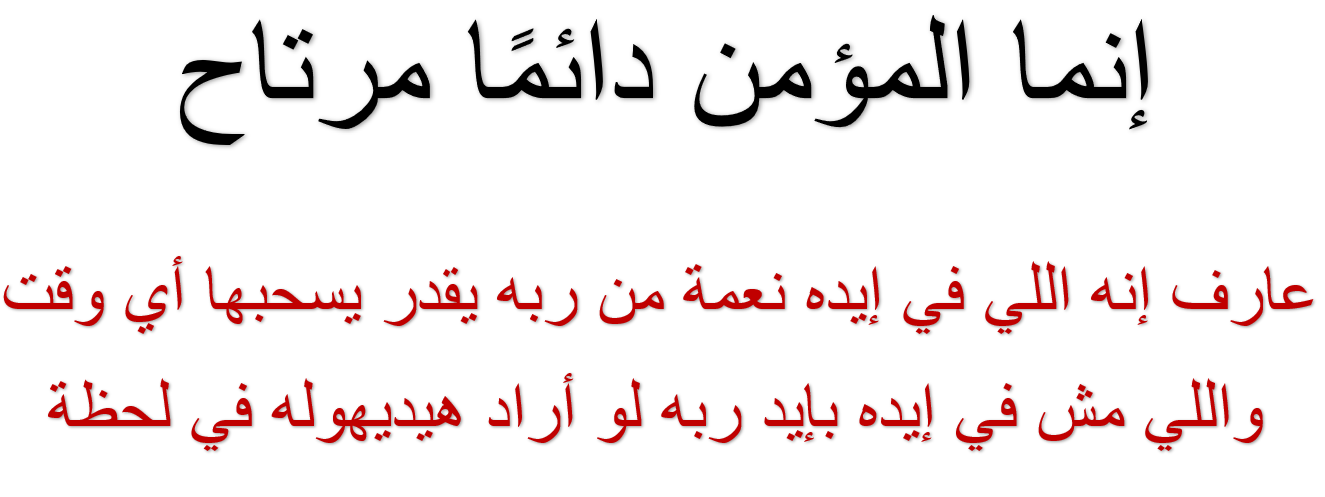 إنما المؤمن دائمًا مرتاح
عارف إنه اللي في إيده نعمة من ربه يقدر يسحبها أي وقت
واللي مش في إيده بإيد ربه لو أراد هيديهوله في لحظة